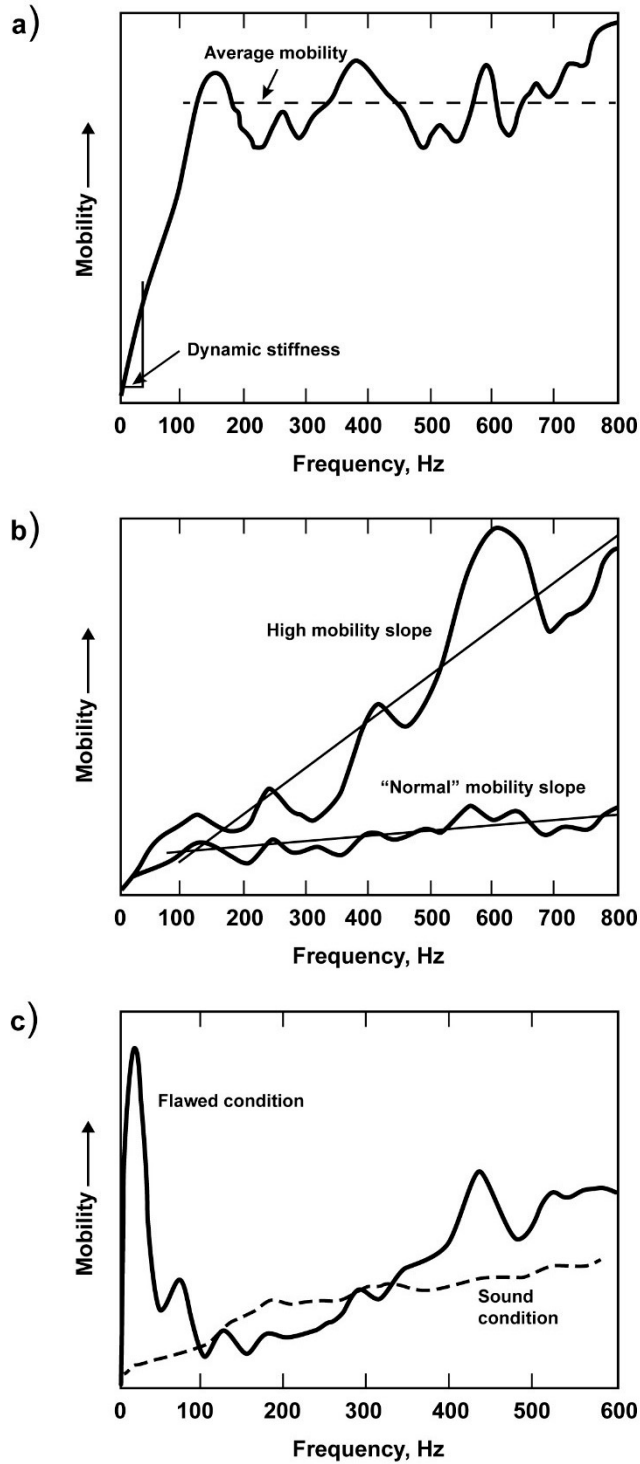 a)
Average mobility
Mobility
Dynamic stiffness
0 100 200 300 400 500 600 700 800
Frequency, Hz
b)
High mobility slope
Mobility
“Normal” mobility slope
0 100 200 300 400 500 600 700 800
Frequency, Hz
c)
Flawed condition
Mobility
Sound
condition
0 100 200 300 400 500 600
Frequency, Hz